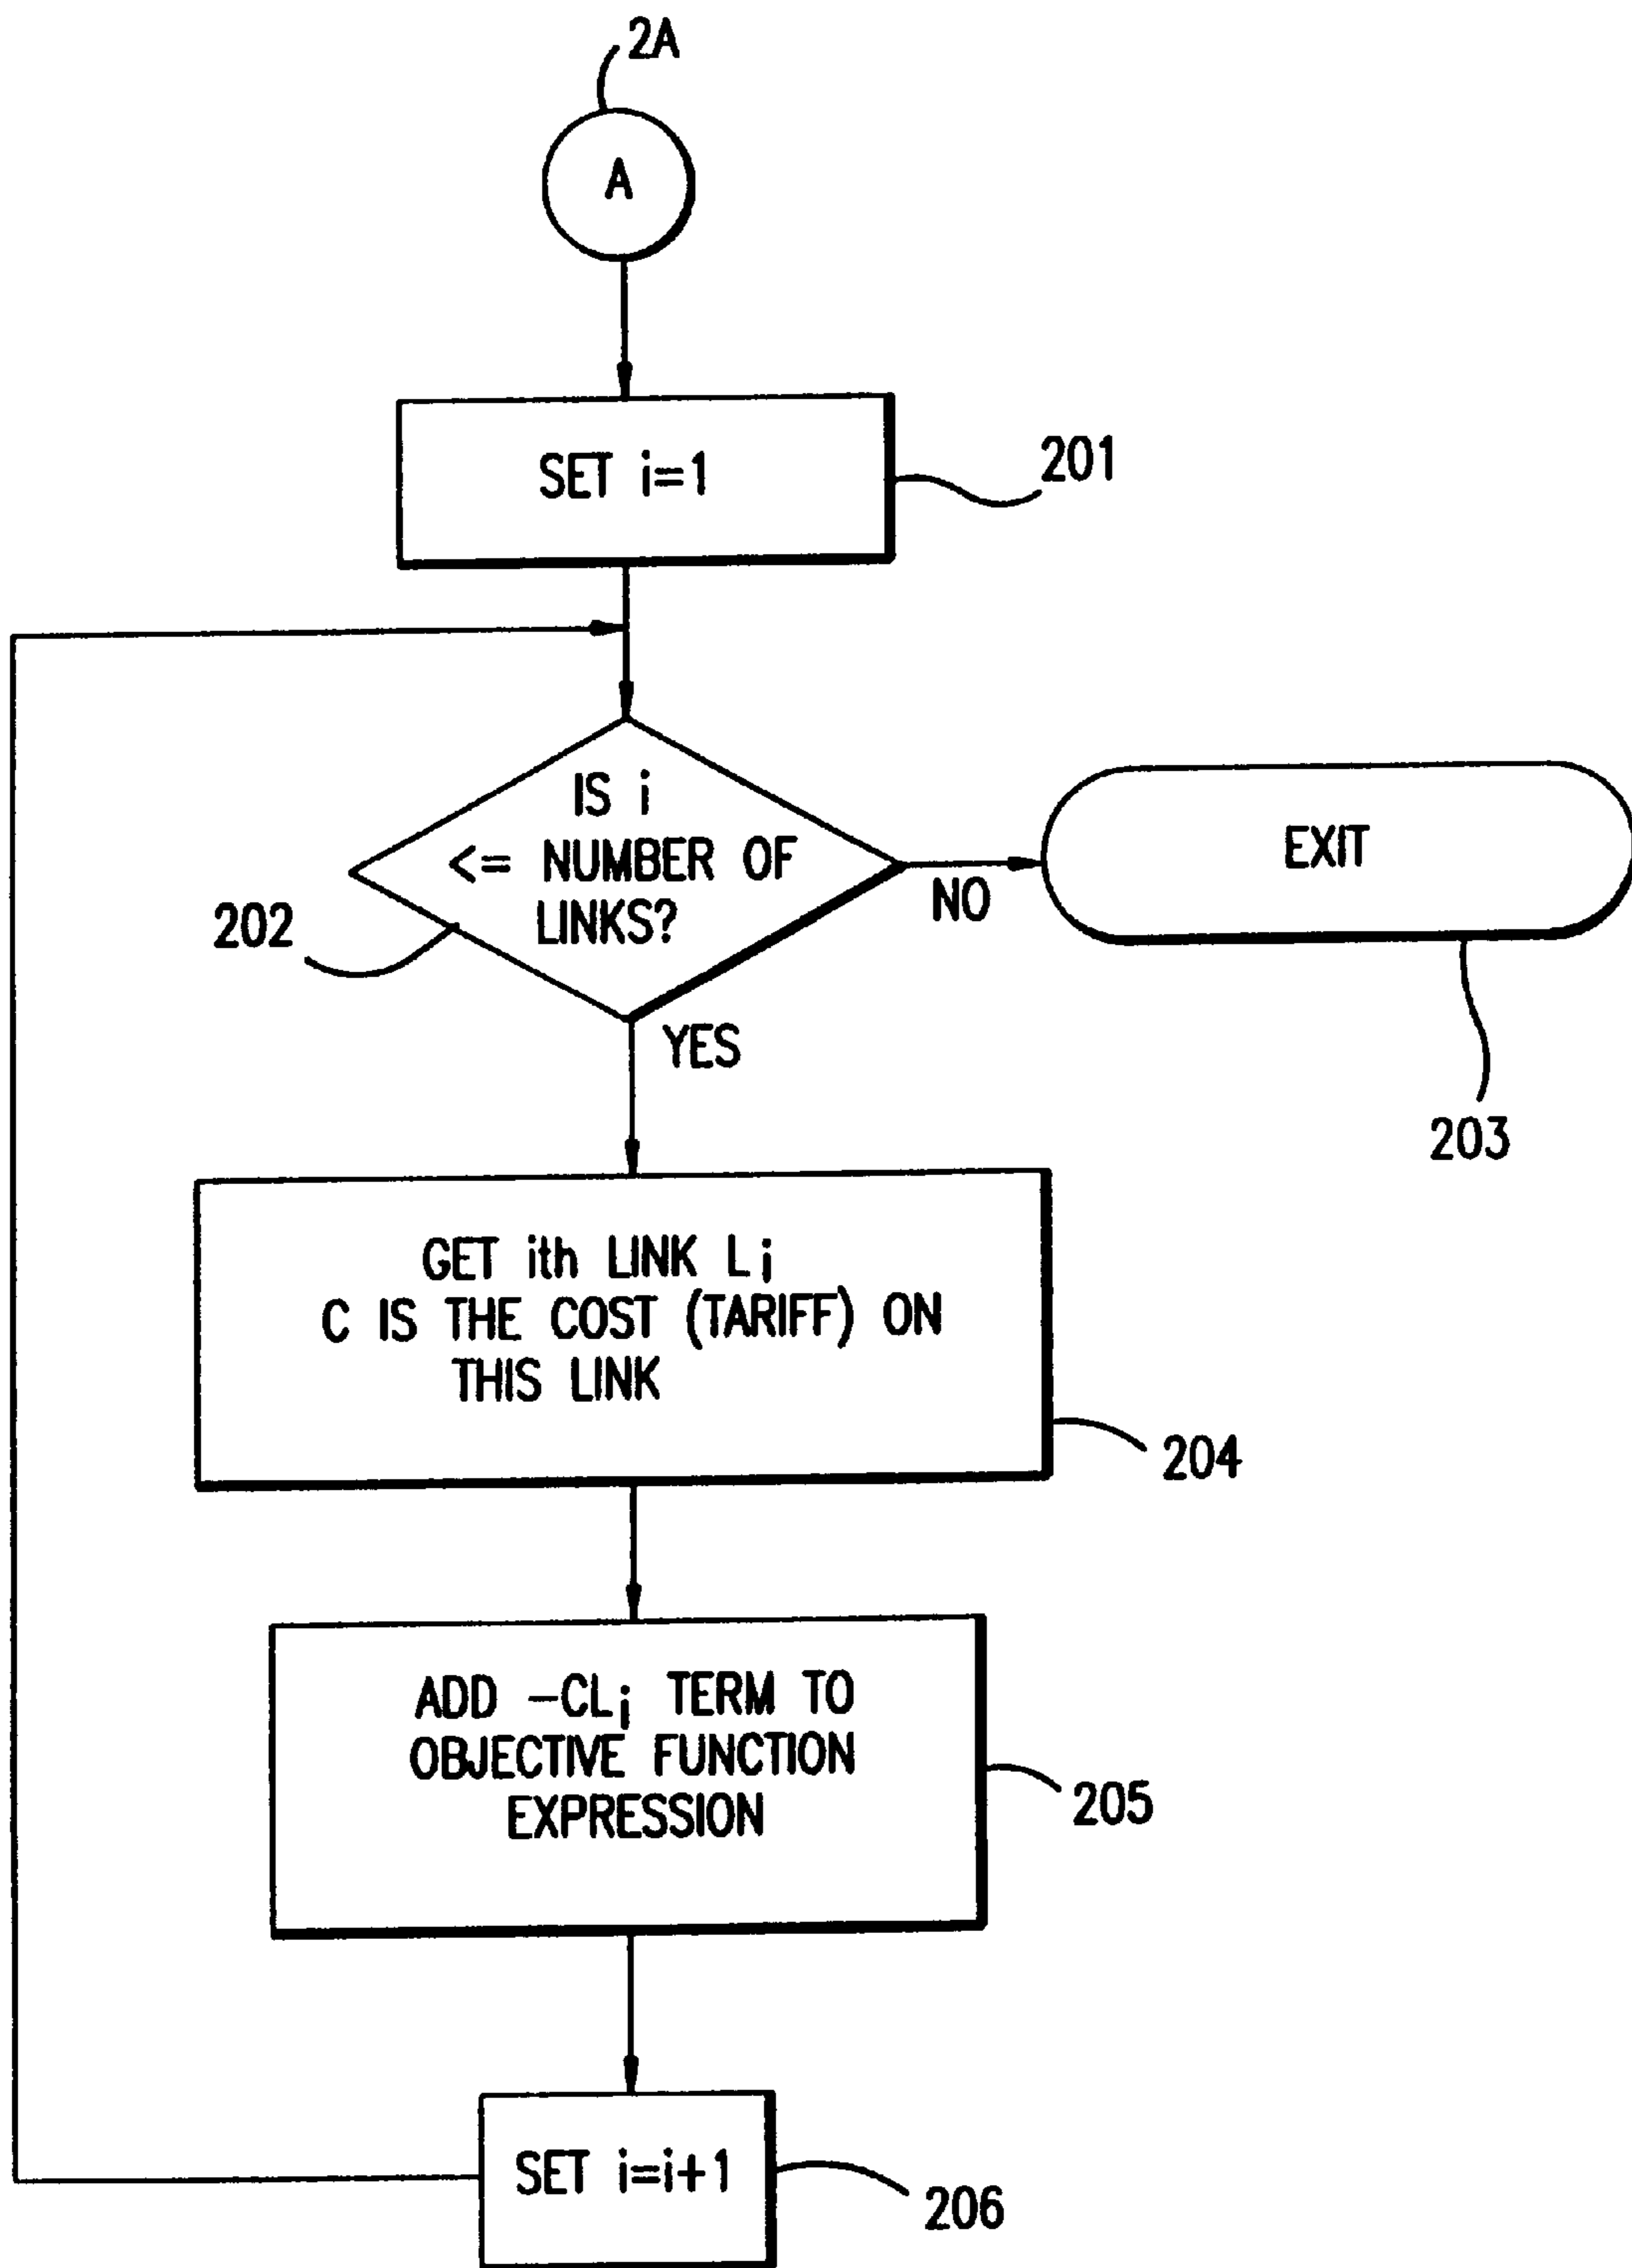 2A
A
SET i=1
201
IS i
<= NUMBER OF
LINKS?
202
NO
EXIT
203
YES
GET ith LINK Li
C IS THE COST (TARIFF) ON
THIS LINK
204
ADD -CLi TERM TO
OBJECTIVE FUNCTION
EXPRESSION
205
SET i=i+1
206